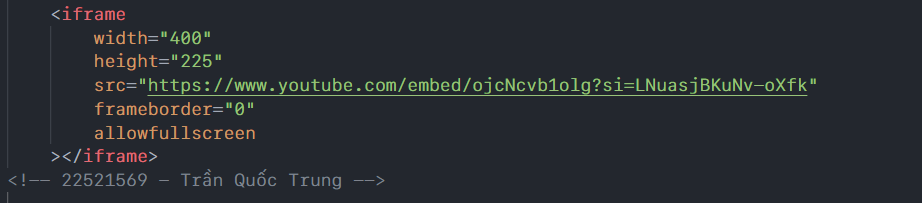 <iframe
width="400"
height="225"
src="https://www.youtube.com/embed/ojcNcvb1olg?si=LNuasjBKuNv-oXfk"
frameborder="0"
allowfullscreen
></iframe>
<!-- 22521569 - Trần Quốc Trung -->